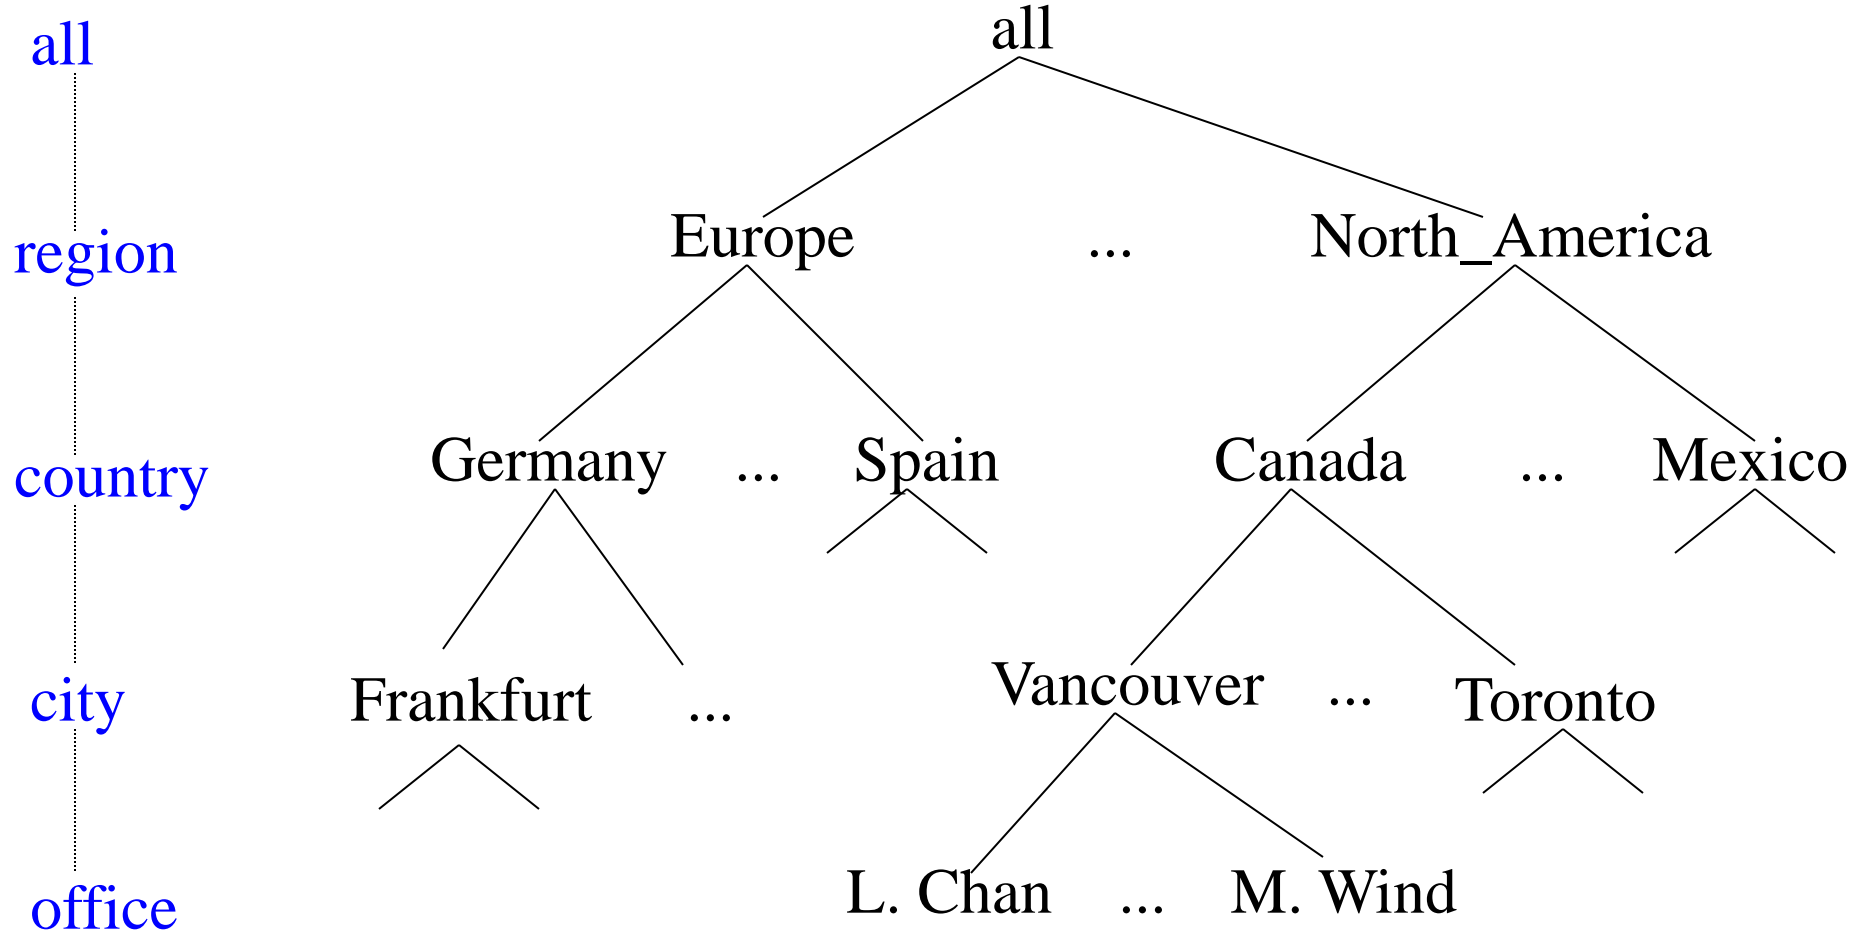 all
all
region
Europe ... North_America
country
Germany ... Spain Canada ... Mexico
city
Frankfurt ... Vancouver ... Toronto
office
L. Chan ... M. Wind